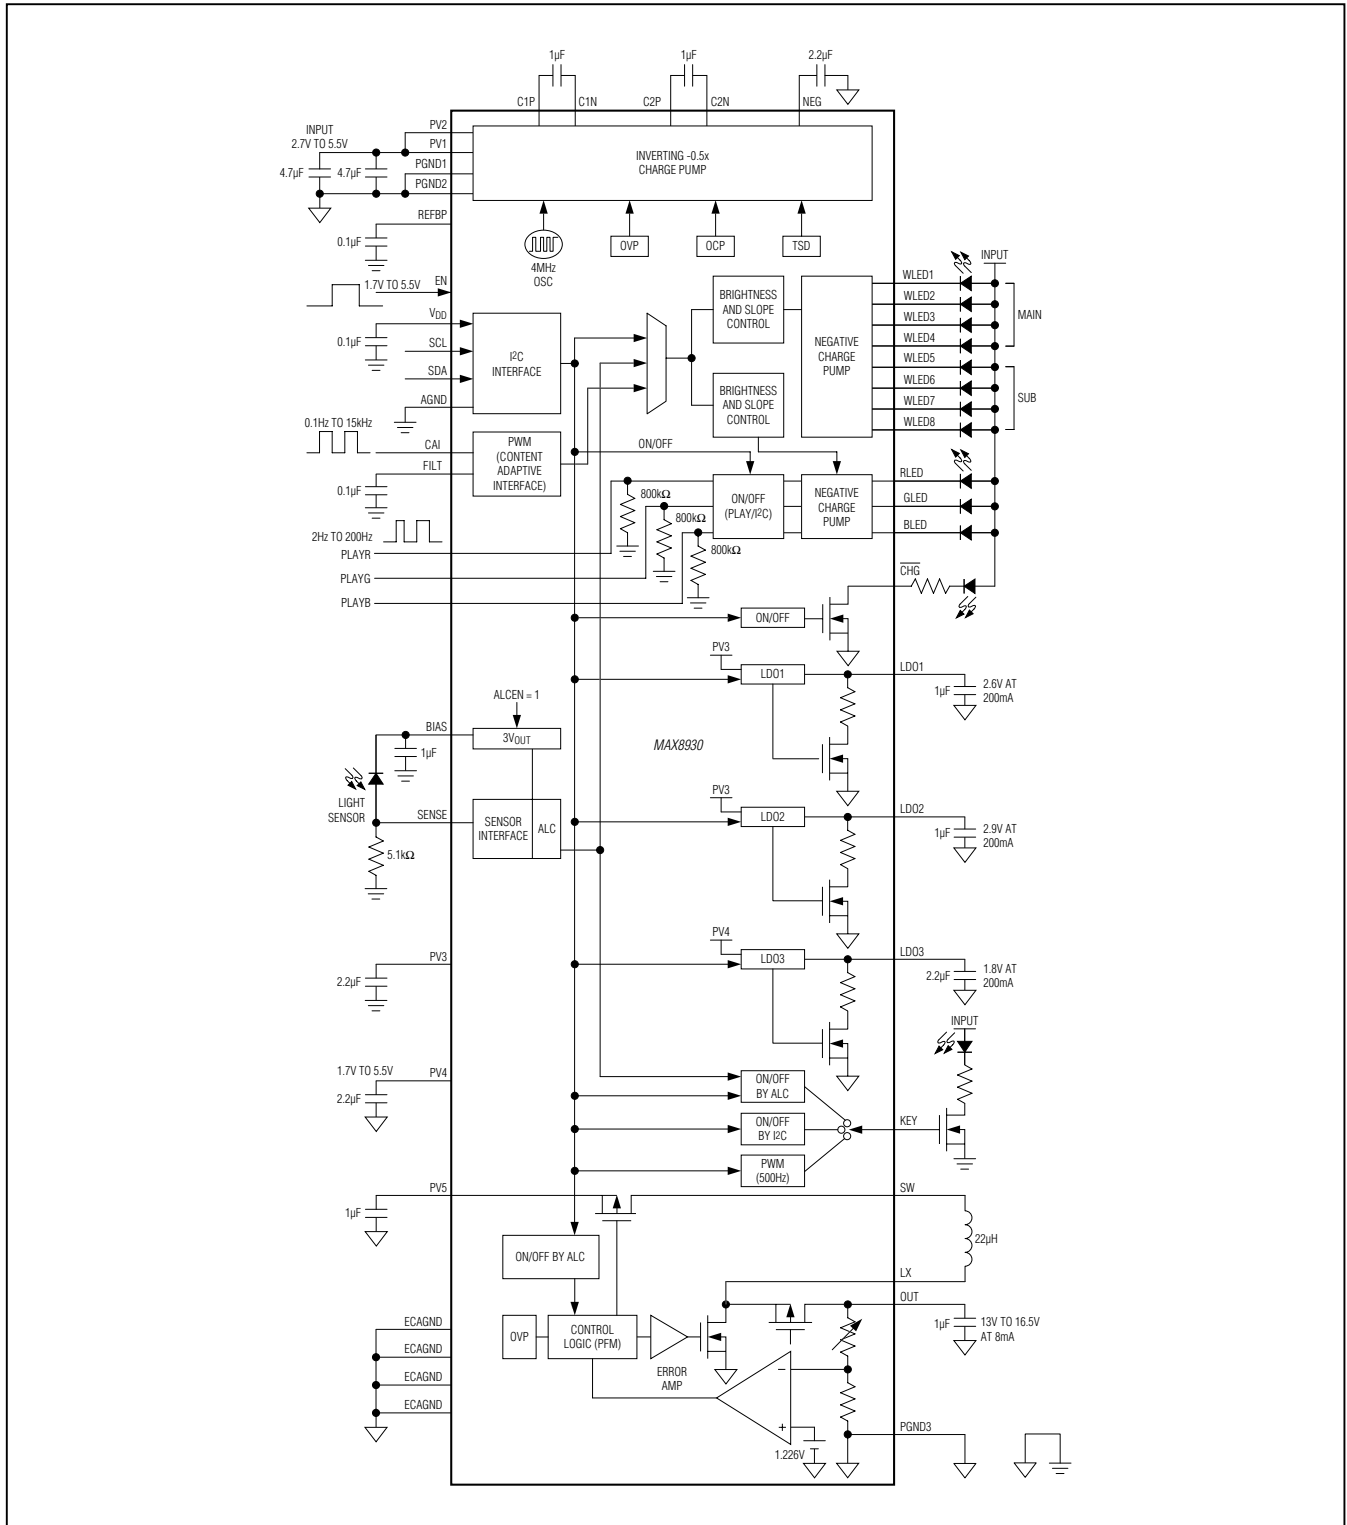 1µF
1µF
2.2µF
C1P
C1N
C2P
C2N
NEG
INPUT
2.7V TO 5.5V
4.7µF
4.7µF
PV2
PV1
PGND1
PGND2
INVERTING -0.5x
CHARGE PUMP
REFBP
0.1µF
4MHz
OSC
OVP
OCP
TSD
1.7V TO 5.5V
EN
VDD
0.1µF
SCL
SDA
AGND
I2C
INTERFACE
BRIGHTNESS
AND SLOPE
CONTROL
BRIGHTNESS
AND SLOPE
CONTROL
NEGATIVE
CHARGE
PUMP
INPUT
WLED1
WLED2
WLED3
WLED4
WLED5
WLED6
WLED7
WLED8
MAIN
SUB
0.1Hz TO 15kHz
CAI
FILT
0.1µF
PWM
(CONTENT
ADAPTIVE
INTERFACE)
ON/OFF
2Hz TO 200Hz
PLAYR
PLAYG
PLAYB
800kΩ
800kΩ
800kΩ
ON/OFF
(PLAY/I2C)
NEGATIVE
CHARGE
PUMP
RLED
GLED
BLED
CHG
ON/OFF
PV3
LDO1
LDO1
1µF
2.6V AT
200mA
ALCEN = 1
BIAS
3VOUT
1µF
MAX8930
LIGHT
SENSOR
SENSE
SENSOR
INTERFACE
ALC
5.1kΩ
PV3
LDO2
LDO2
1µF
2.9V AT
200mA
PV3
2.2µF
PV4
LDO3
LDO3
2.2µF
1.8V AT
200mA
INPUT
1.7V TO 5.5V
PV4
2.2µF
ON/OFF
BY ALC
ON/OFF
BY I2C
PWM
(500Hz)
KEY
PV5
1µF
SW
22µH
LX
ON/OFF BY ALC
OUT
1µF
13V TO 16.5V
AT 8mA
ECAGND
ECAGND
ECAGND
ECAGND
OVP
CONTROL
LOGIC (PFM)
ERROR
AMP
−
+
1.226V
PGND3